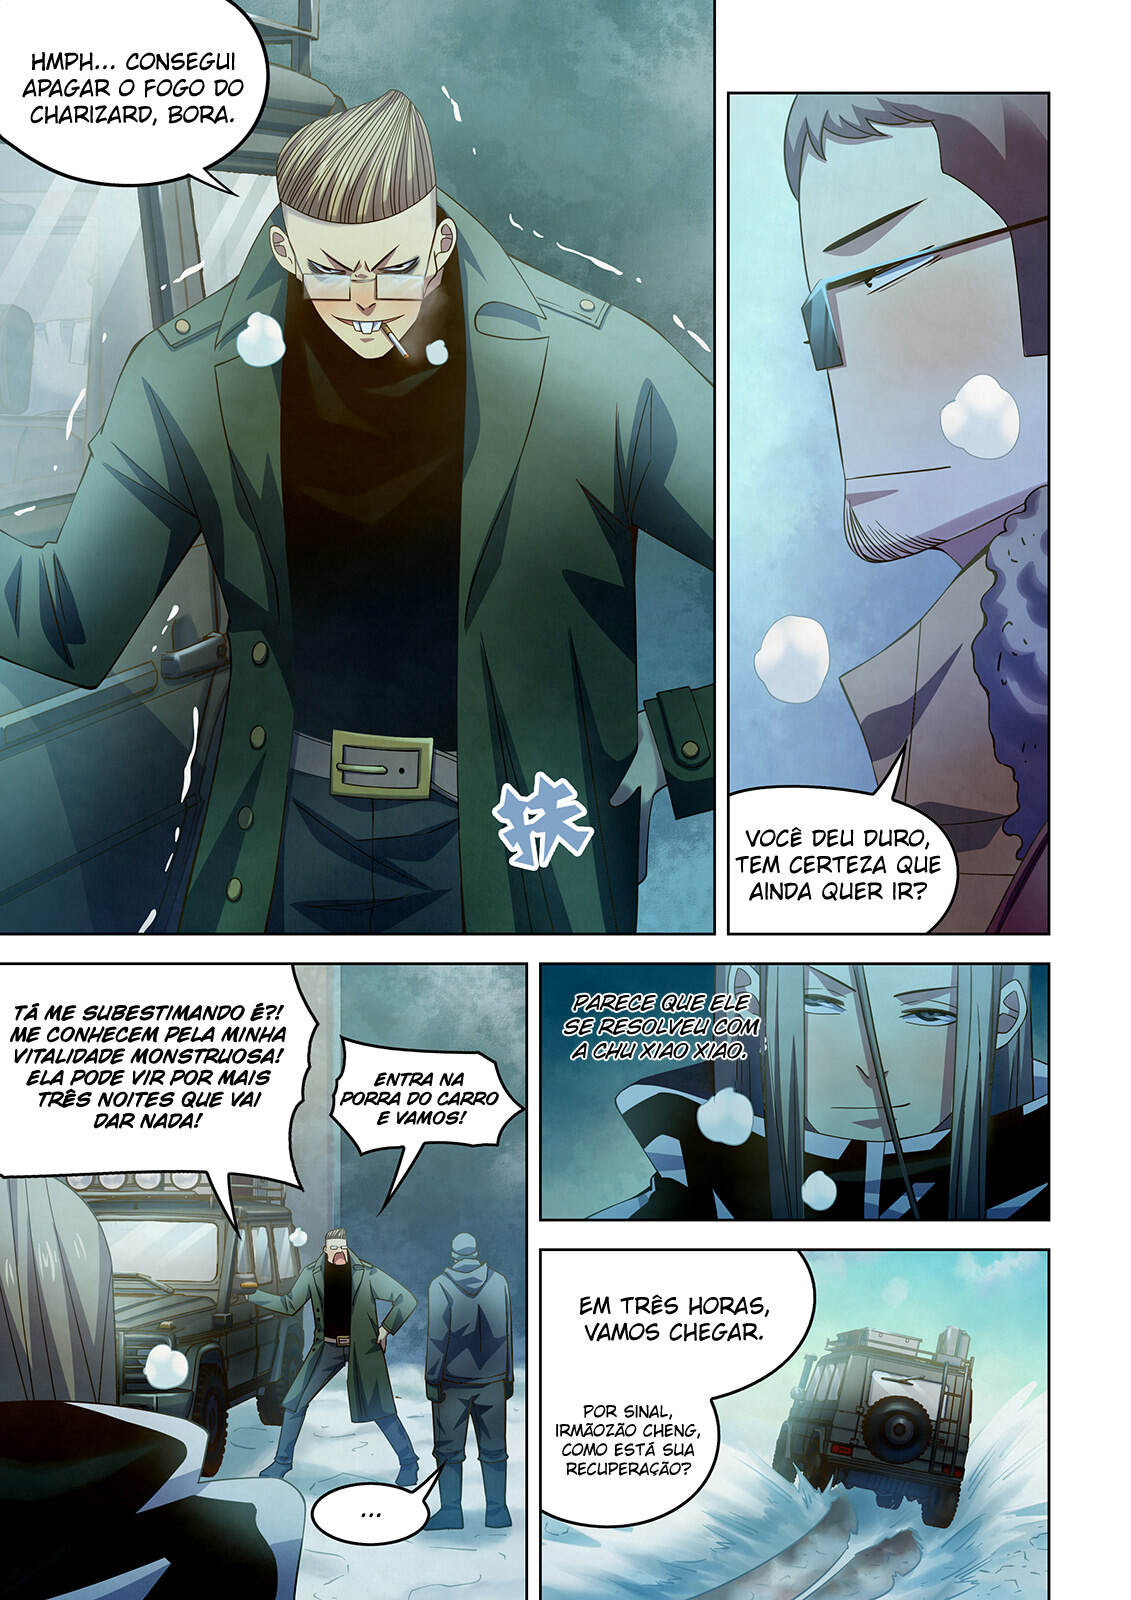 HMPH... CONSEGUI
APAGAR O FOGO DO
CHARIZARD, BORA.
扶
VOCÊ DEU DURO,
TEM CERTEZA QUE
AINDA QUER IR?
TÁ ME SUBESTIMANDO É?!
ME CONHECEM PELA MINHA
VITALIDADE MONSTRUOSA!
ELA PODE VIR POR MAIS
TRÊS NOITES QUE VAI
DAR NADA!
ENTRA NA
PORRA DO CARRO
E VAMOS!
...
PARECE QUE ELE
SE RESOLVEU COM
A CHU XIAO XIAO.
EM TRÊS HORAS,
VAMOS CHEGAR.
POR SINAL,
IRMÃOZÃO CHENG,
COMO ESTÁ SUA
RECUPERAÇÃO?